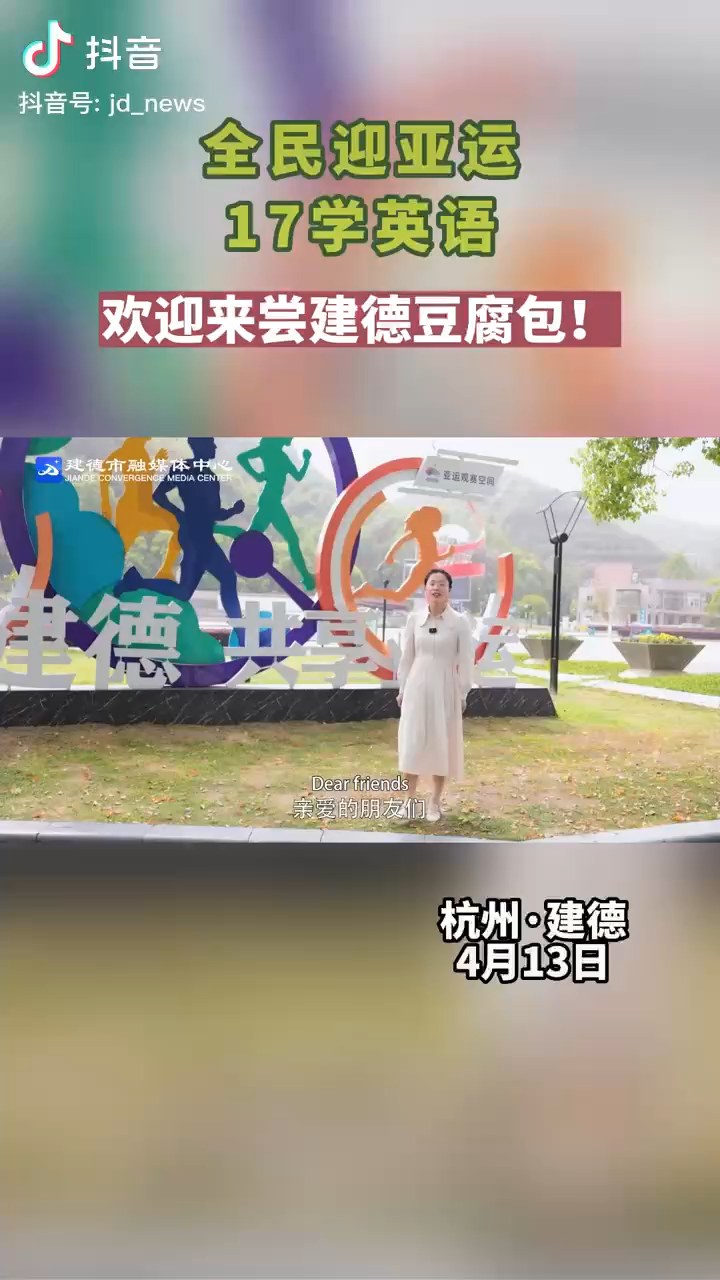 抖音
抖音号: jd_news
全民迎亚运
17学英语
欢迎来尝建德豆腐包！
建德市融媒体中心
JIANDE CONVERGENCE MEDIA CENTER
亚运观赛空间
建德 共享
Dear friends
亲爱的朋友们
杭州·建德
4月13日